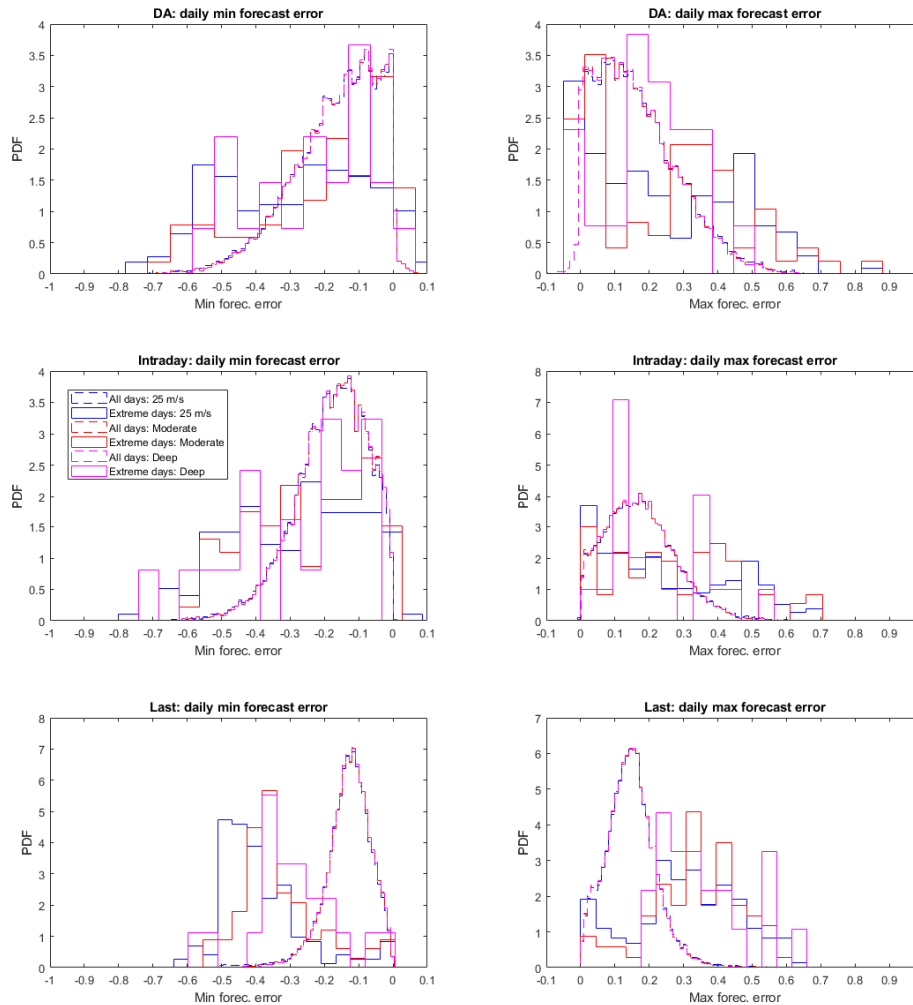 DA: daily min forecast error
PDF
4
3.5
3
2.5
2
1.5
1
0.5
0
-1 -0.9 -0.8 -0.7 -0.6 -0.5 -0.4 -0.3 -0.2 -0.1 0 0.1
Min forec. error
DA: daily max forecast error
PDF
4
3.5
3
2.5
2
1.5
1
0.5
0
-0.1 0 0.1 0.2 0.3 0.4 0.5 0.6 0.7 0.8 0.9
Max forec. error
Intraday: daily min forecast error
PDF
4
3.5
3
2.5
2
1.5
1
0.5
0
All days: 25 m/s
Extreme days: 25 m/s
All days: Moderate
Extreme days: Moderate
All days: Deep
Extreme days: Deep
-1 -0.9 -0.8 -0.7 -0.6 -0.5 -0.4 -0.3 -0.2 -0.1 0 0.1
Min forec. error
Intraday: daily max forecast error
PDF
8
7
6
5
4
3
2
1
0
-0.1 0 0.1 0.2 0.3 0.4 0.5 0.6 0.7 0.8 0.9
Max forec. error
Last: daily min forecast error
PDF
8
7
6
5
4
3
2
1
0
-1 -0.9 -0.8 -0.7 -0.6 -0.5 -0.4 -0.3 -0.2 -0.1 0 0.1
Min forec. error
Last: daily max forecast error
PDF
7
6
5
4
3
2
1
0
-0.1 0 0.1 0.2 0.3 0.4 0.5 0.6 0.7 0.8 0.9
Max forec. error